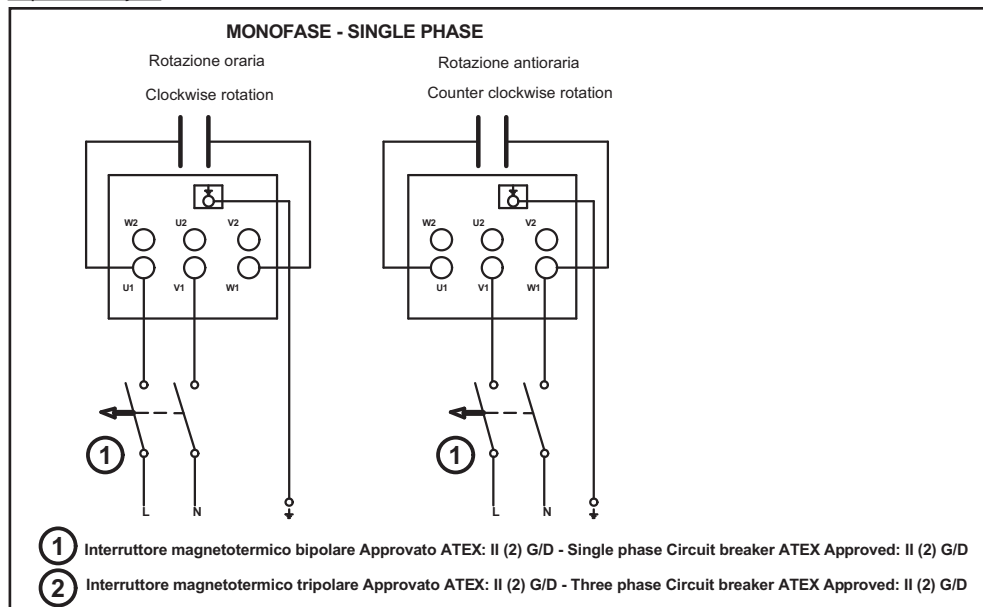 MONOFASE - SINGLE PHASE
Rotazione oraria
Clockwise rotation
Rotazione antioraria
Counter clockwise rotation
W2 U2 V2
U1 V1 W1
W2 U2 V2
U1 V1 W1
1
1
L N
L N
1 Interruttore magnetotermico bipolare Approvato ATEX: II (2) G/D - Single phase Circuit breaker ATEX Approved: II (2) G/D
2 Interruttore magnetotermico tripolare Approvato ATEX: II (2) G/D - Three phase Circuit breaker ATEX Approved: II (2) G/D